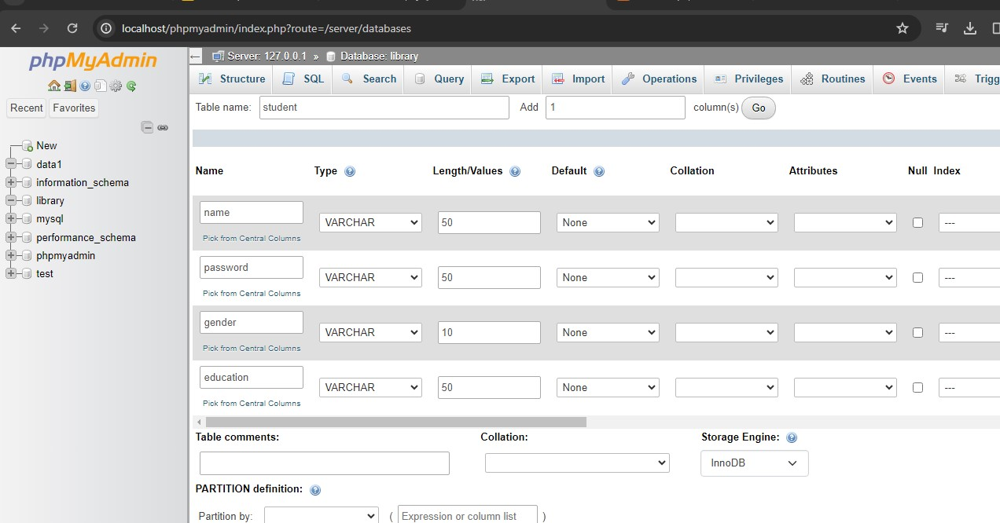 localhost/phpmyadmin/index.php?route=/server/databases
phpMyAdmin
Server: 127.0.0.1 » Database: library
Structure SQL Search Query Export Import Operations Privileges Routines Events Trigg
Recent Favorites
Table name: student Add 1 column(s) Go
New
data1
information_schema
library
mysql
performance_schema
phpmyadmin
test
Name Type Length/Values Default Collation Attributes Null Index
name VARCHAR 50 None ---
Pick from Central Columns
password VARCHAR 50 None ---
Pick from Central Columns
gender VARCHAR 10 None ---
Pick from Central Columns
education VARCHAR 50 None ---
Pick from Central Columns
Table comments: Collation: Storage Engine:
InnoDB
PARTITION definition:
Partition by: ( Expression or column list )